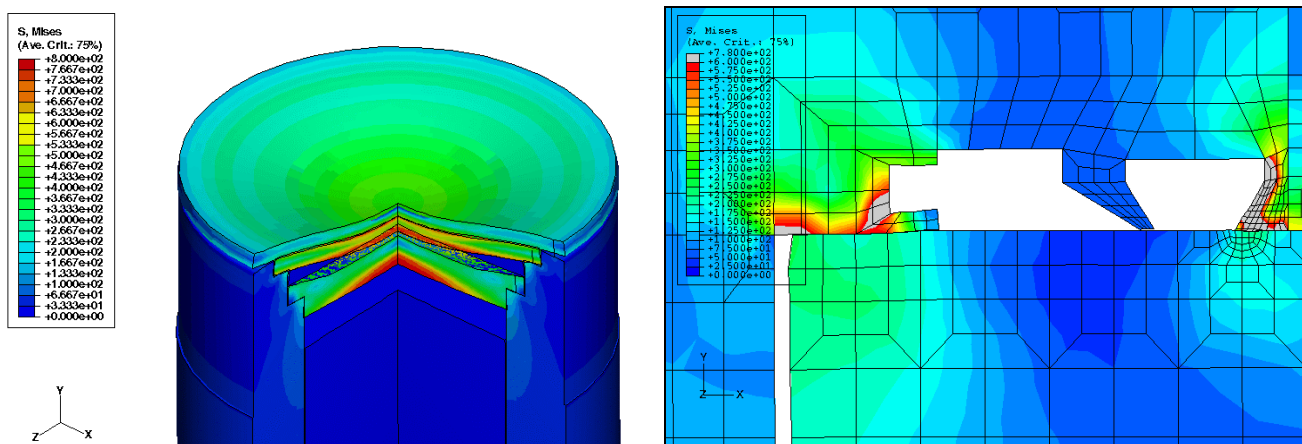 S, Mises
(Ave. Crit.: 75%)
+8.000e+02
+7.667e+02
+7.333e+02
+7.000e+02
+6.667e+02
+6.333e+02
+6.000e+02
+5.667e+02
+5.333e+02
+5.000e+02
+4.667e+02
+4.333e+02
+4.000e+02
+3.667e+02
+3.333e+02
+3.000e+02
+2.667e+02
+2.333e+02
+2.000e+02
+1.667e+02
+1.333e+02
+1.000e+02
+6.667e+01
+3.333e+01
+0.000e+00
Y
Z
X
S, Mises
(Ave. Crit.: 75%)
+7.800e+02
+6.000e+02
+5.750e+02
+5.500e+02
+5.250e+02
+5.000e+02
+4.750e+02
+4.500e+02
+4.250e+02
+4.000e+02
+3.750e+02
+3.500e+02
+3.250e+02
+3.000e+02
+2.750e+02
+2.500e+02
+2.250e+02
+2.000e+02
+1.750e+02
+1.500e+02
+1.250e+02
+1.000e+02
+7.500e+01
+5.000e+01
+2.500e+01
+0.000e+00
Y
Z
X